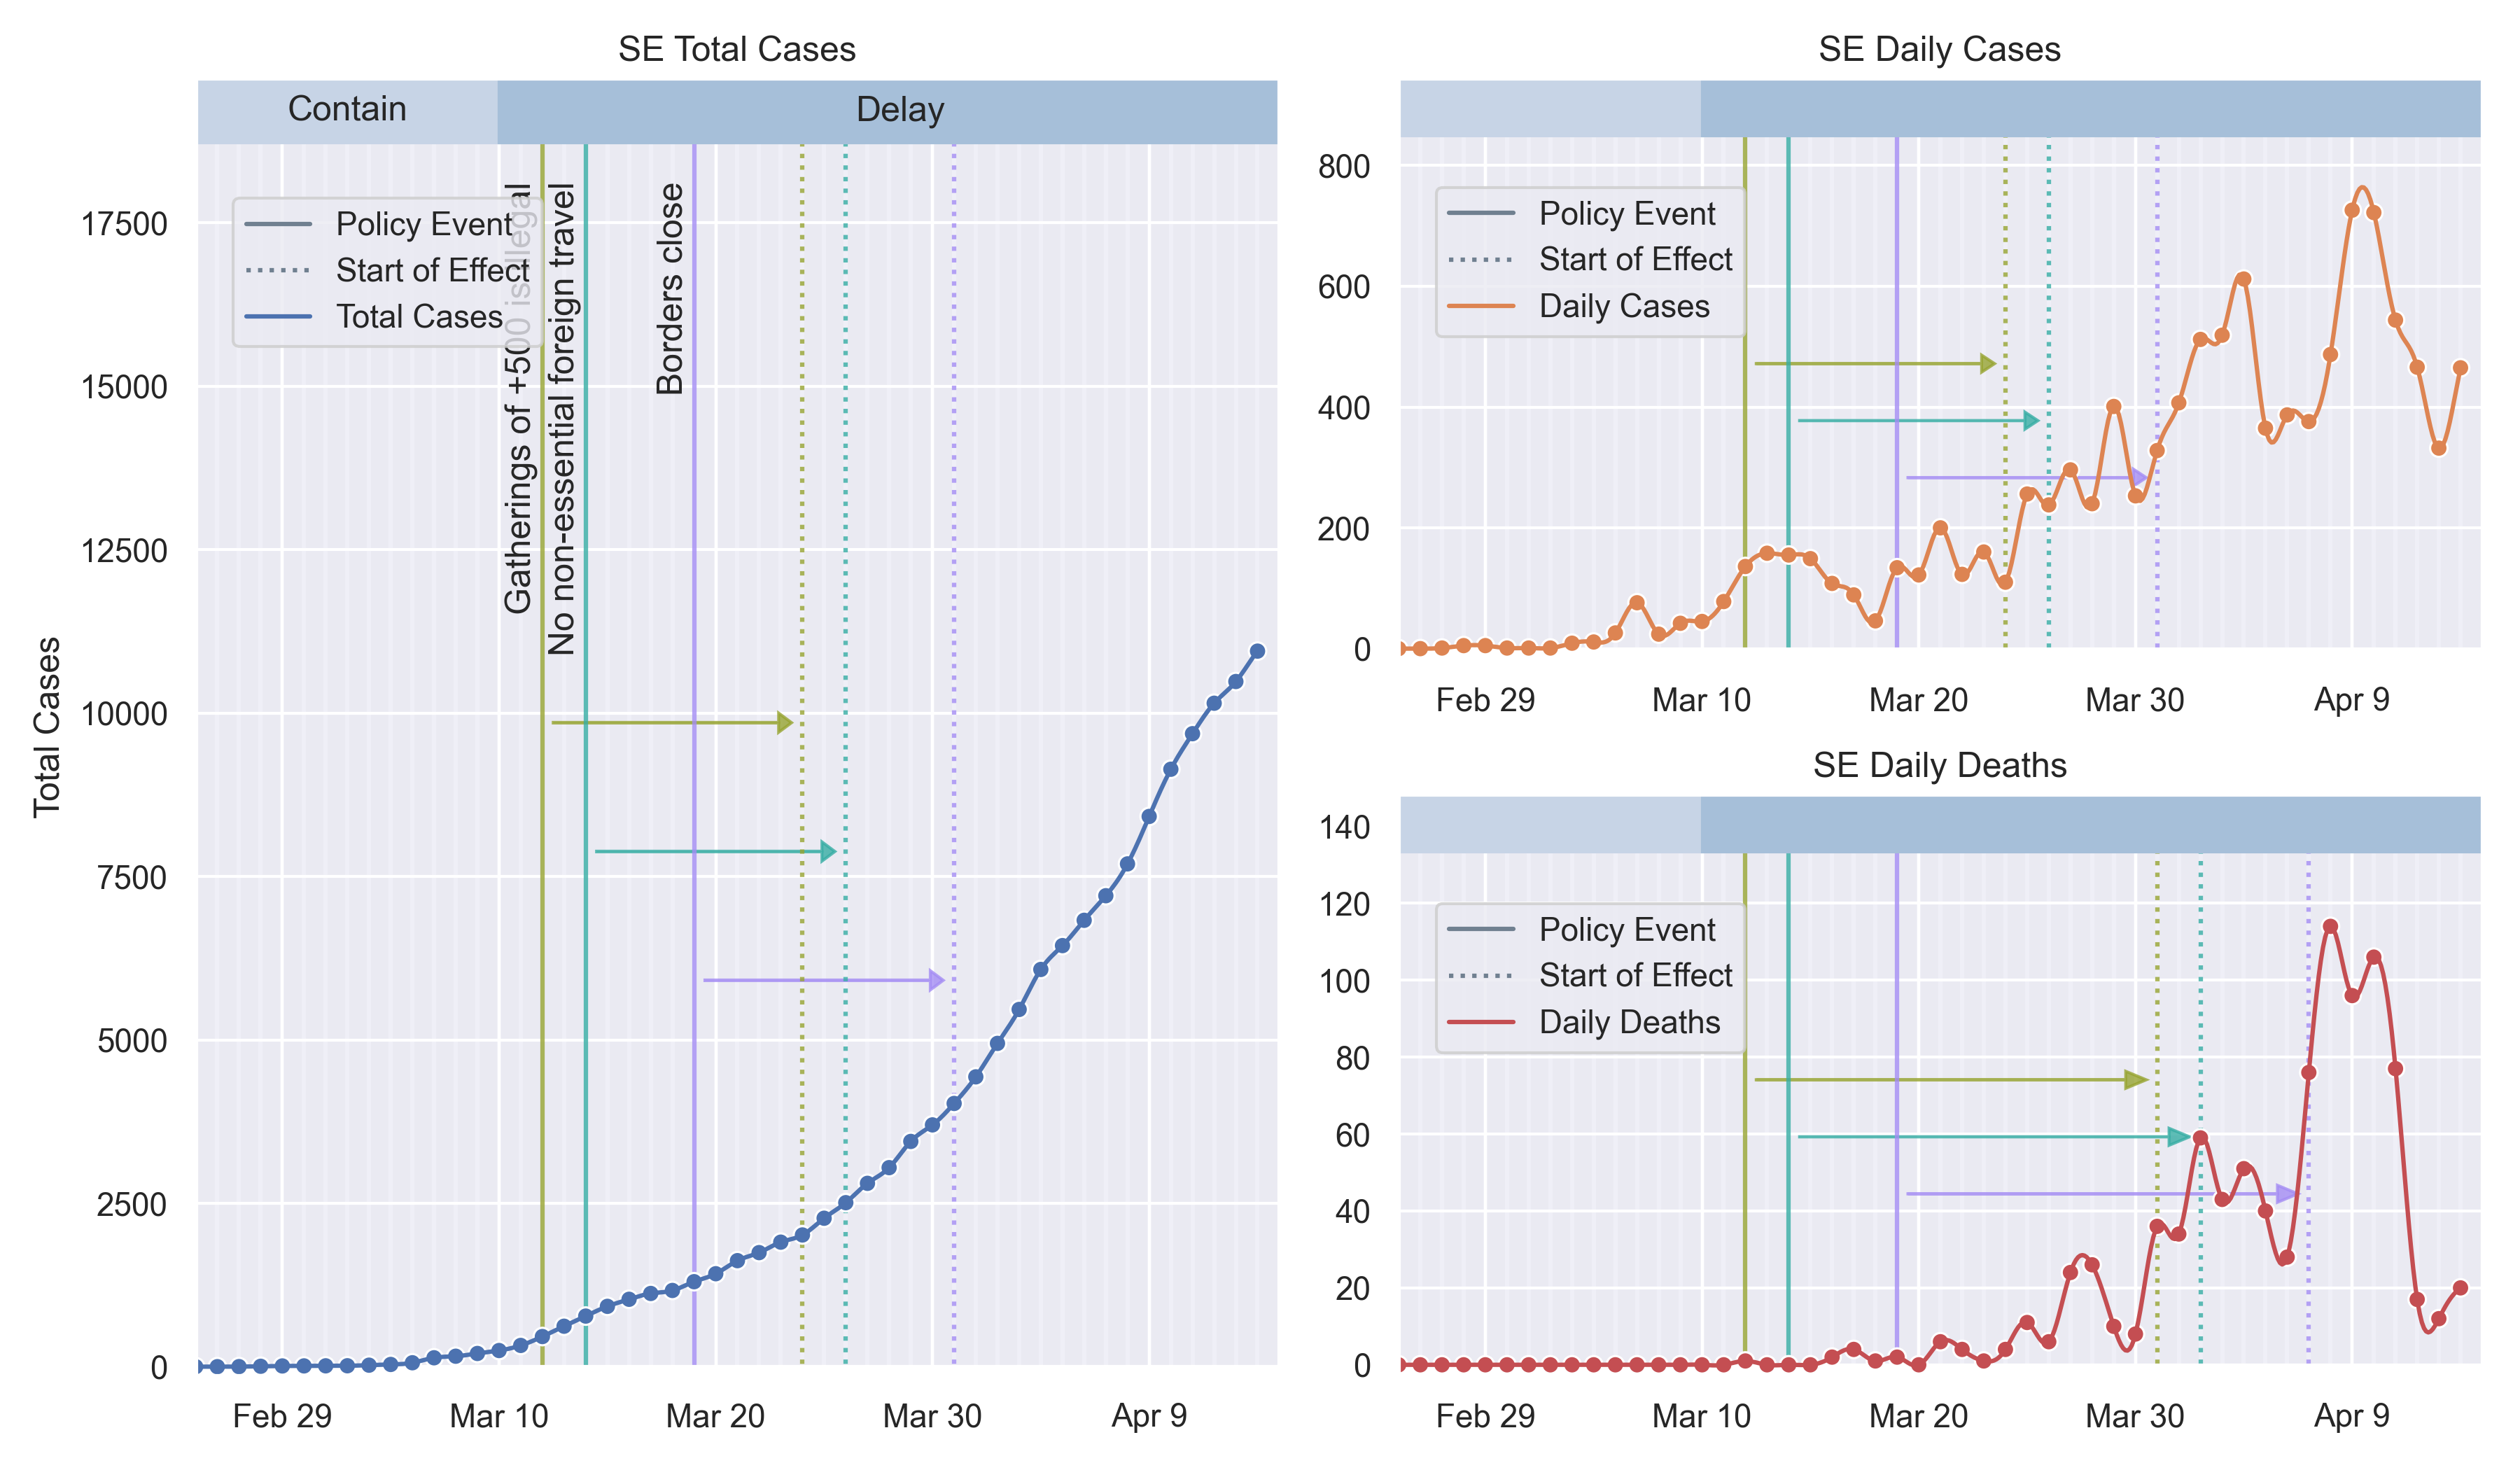 SE Total Cases
Contain
Delay
Policy Event
Start of Effect
Total Cases
Gatherings of +500 is illegal
No non-essential foreign travel
Borders close
Total Cases
17500
15000
12500
10000
7500
5000
2500
0
Feb 29
Mar 10
Mar 20
Mar 30
Apr 9
SE Daily Cases
Policy Event
Start of Effect
Daily Cases
800
600
400
200
0
Feb 29
Mar 10
Mar 20
Mar 30
Apr 9
SE Daily Deaths
Policy Event
Start of Effect
Daily Deaths
140
120
100
80
60
40
20
0
Feb 29
Mar 10
Mar 20
Mar 30
Apr 9